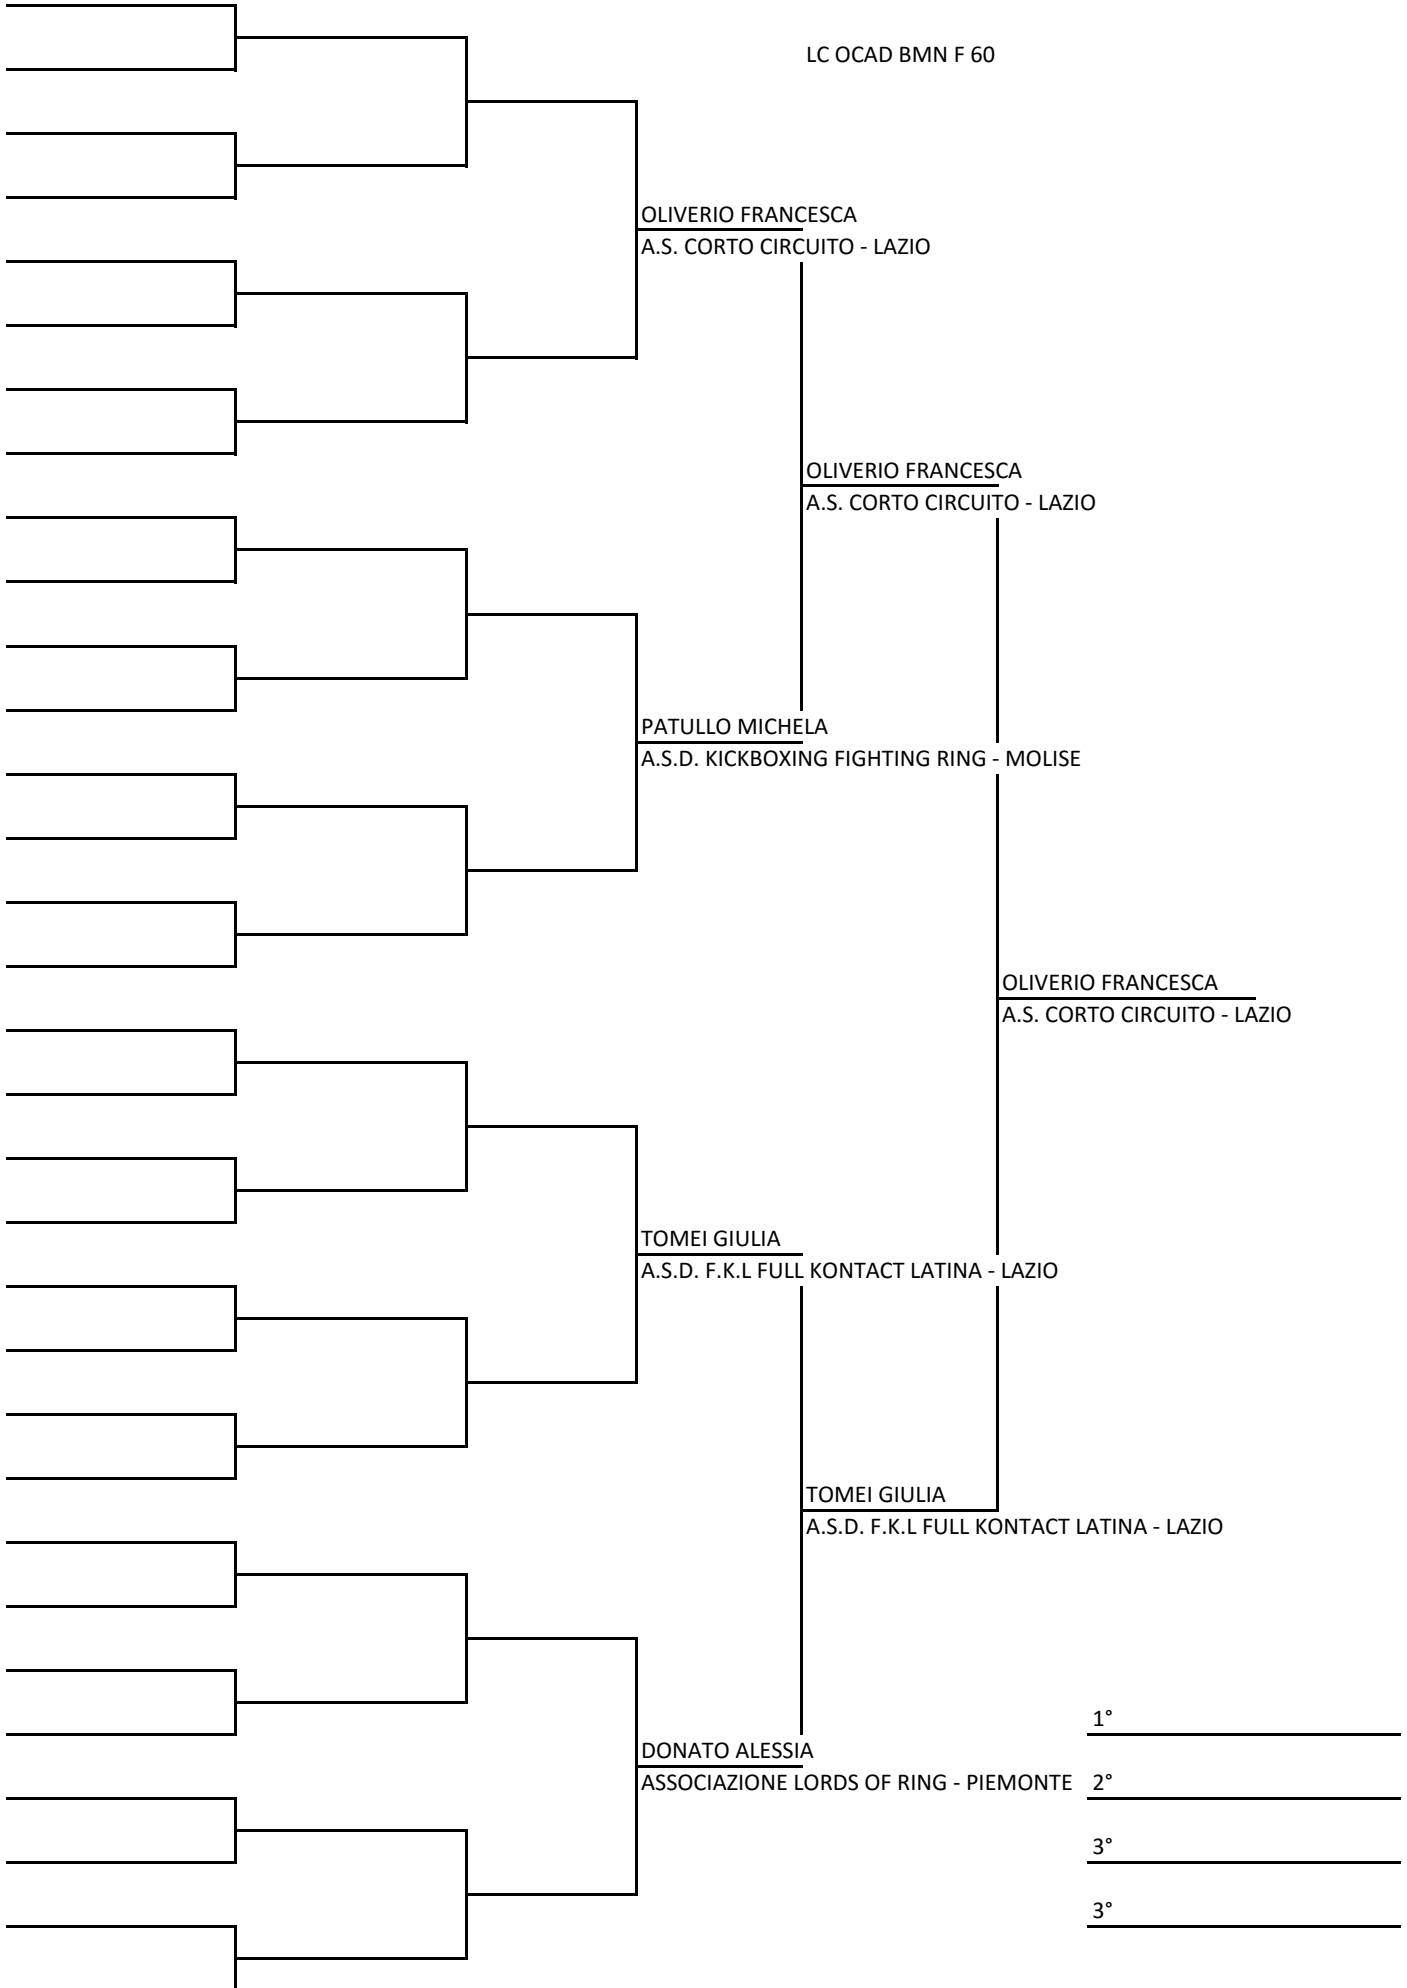 LC OCAD BMN F 60
OLIVERIO FRANCESCA
A.S. CORTO CIRCUITO - LAZIO
OLIVERIO FRANCESCA
A.S. CORTO CIRCUITO - LAZIO
PATULLO MICHELA
A.S.D. KICKBOXING FIGHTING RING - MOLISE
OLIVERIO FRANCESCA
A.S. CORTO CIRCUITO - LAZIO
TOMEI GIULIA
A.S.D. F.K.L FULL KONTACT LATINA - LAZIO
TOMEI GIULIA
A.S.D. F.K.L FULL KONTACT LATINA - LAZIO
1°
DONATO ALESSIA
ASSOCIAZIONE LORDS OF RING - PIEMONTE
2°
3°
3°